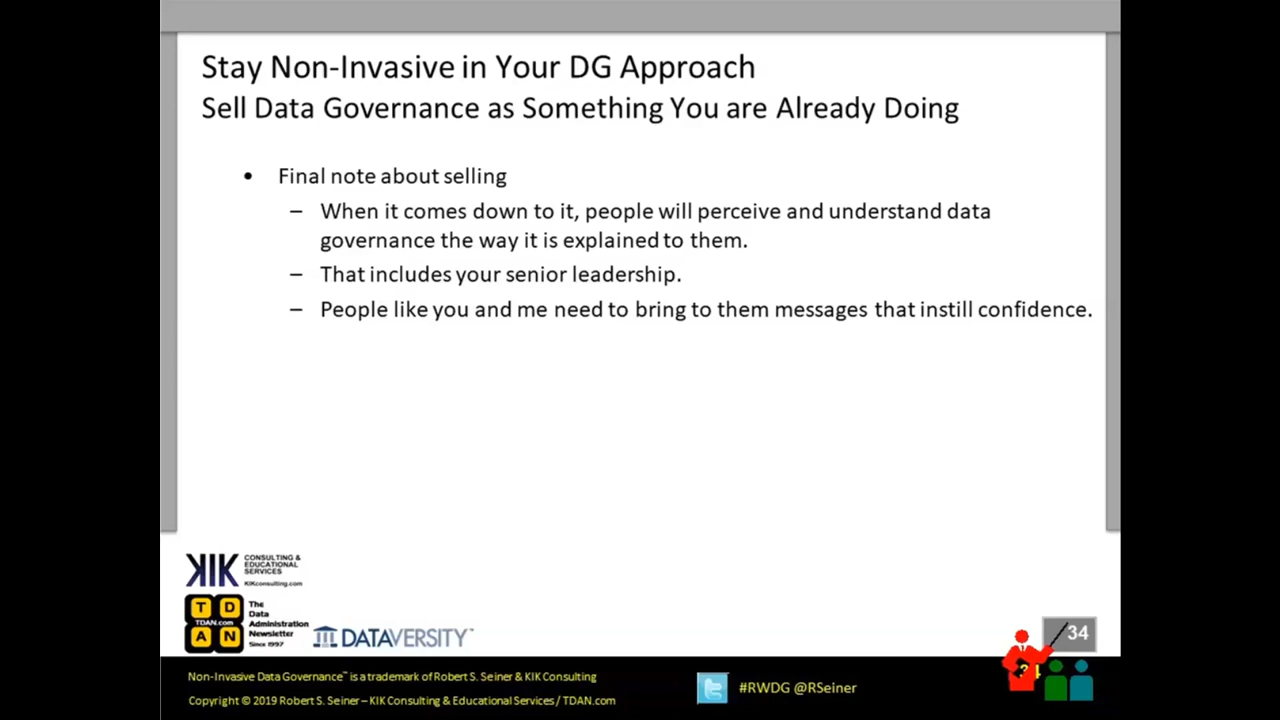 Stay Non-Invasive in Your DG Approach
Sell Data Governance as Something You are Already Doing
• Final note about selling
– When it comes down to it, people will perceive and understand data
governance the way it is explained to them.
– That includes your senior leadership.
– People like you and me need to bring to them messages that instill confidence.
KIK
CONSULTING &
EDUCATIONAL
SERVICES
KIKconsulting.com
T D
TDAN.com
A N
The
Data
Administration
Newsletter
Since 1997
DATAVERSITY™
34
Non-Invasive Data Governance™ is a trademark of Robert S. Seiner & KIK Consulting
Copyright © 2019 Robert S. Seiner – KIK Consulting & Educational Services / TDAN.com
#RWDG @RSeiner